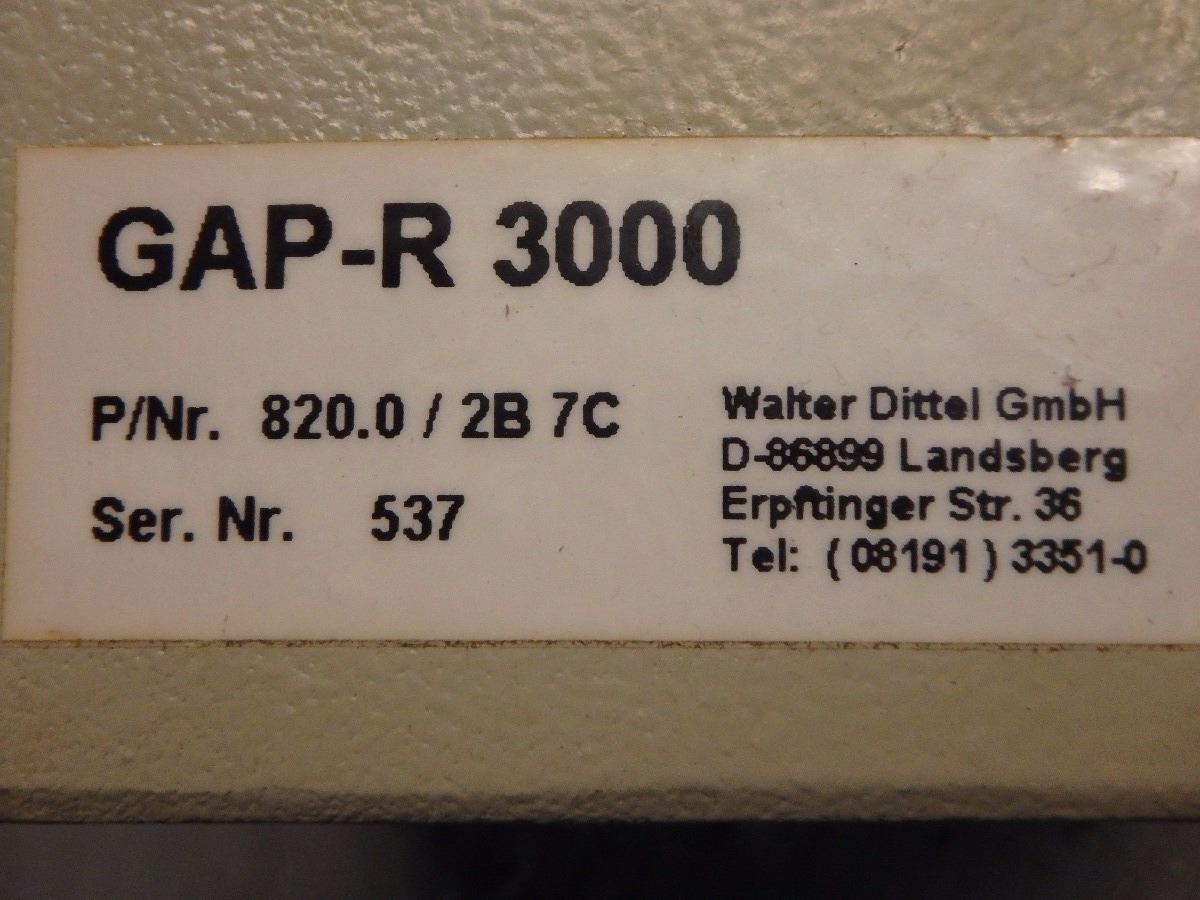 GAP-R 3000
P/Nr. 820.0 / 2B 7C
Ser. Nr. 537
Walter Dittel GmbH
D-86899 Landsberg
Erpftinger Str. 36
Tel: ( 08191 ) 3351-0